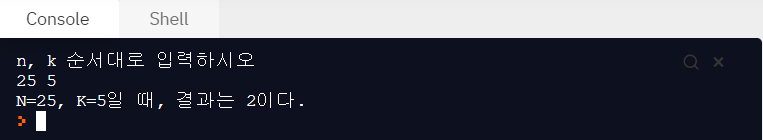 Console Shell
n, k 순서대로 입력하시오
25 5
N=25, K=5일 때, 결과는 2이다.
>